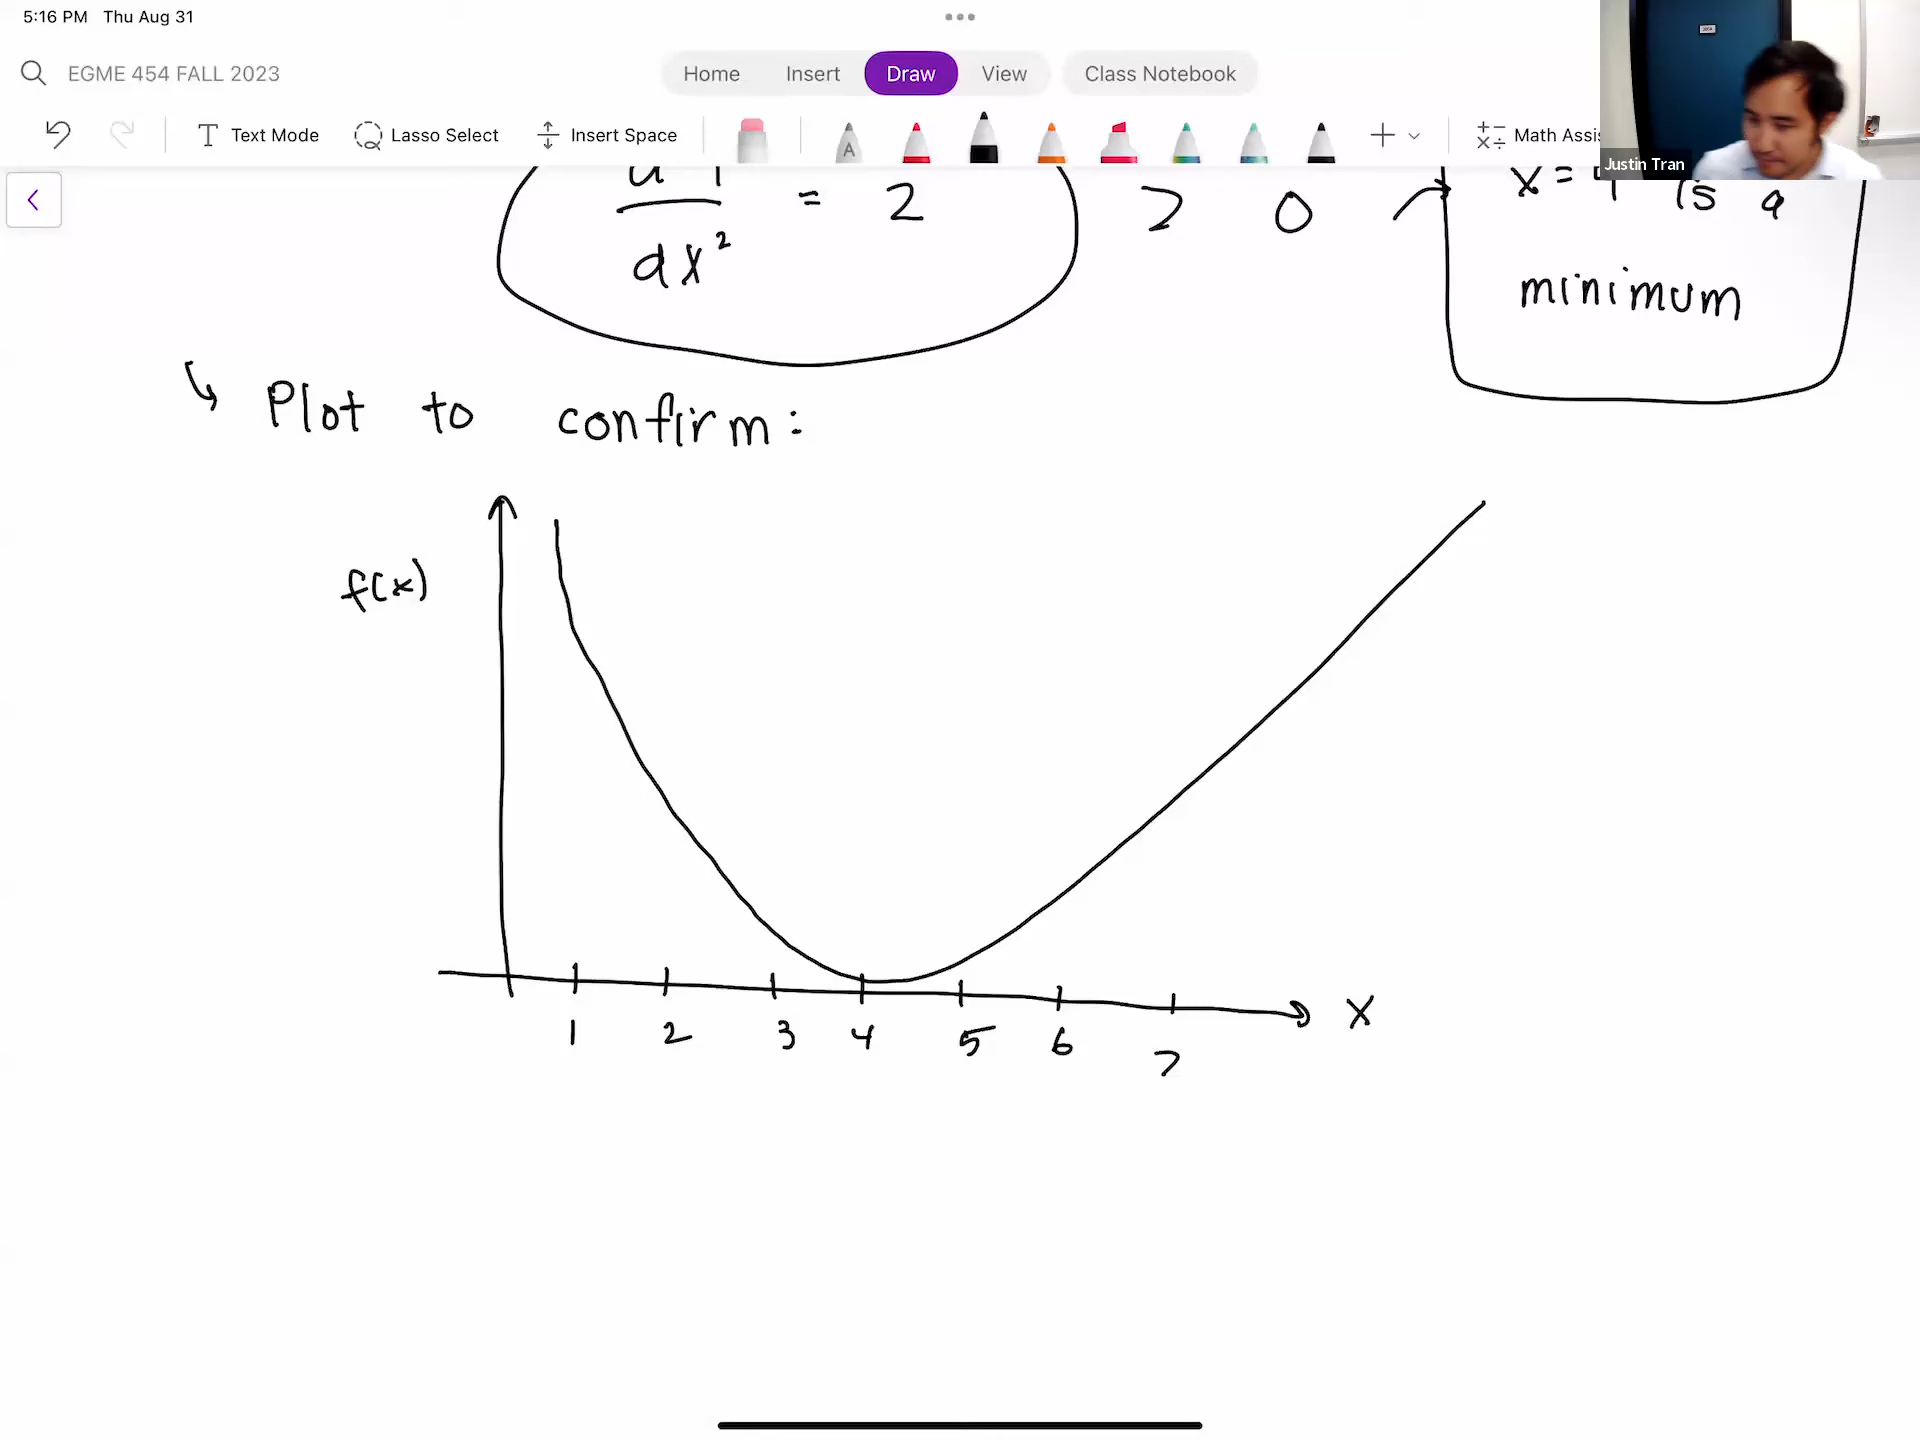 5:16 PM Thu Aug 31
EGME 454 FALL 2023
Home Insert Draw View Class Notebook
Text Mode Lasso Select Insert Space A Math Assis
Justin Tran
= 2 > 0 x = 4 is a
dx²
minimum
Plot to confirm:
f(x)
x
1 2 3 4 5 6 7